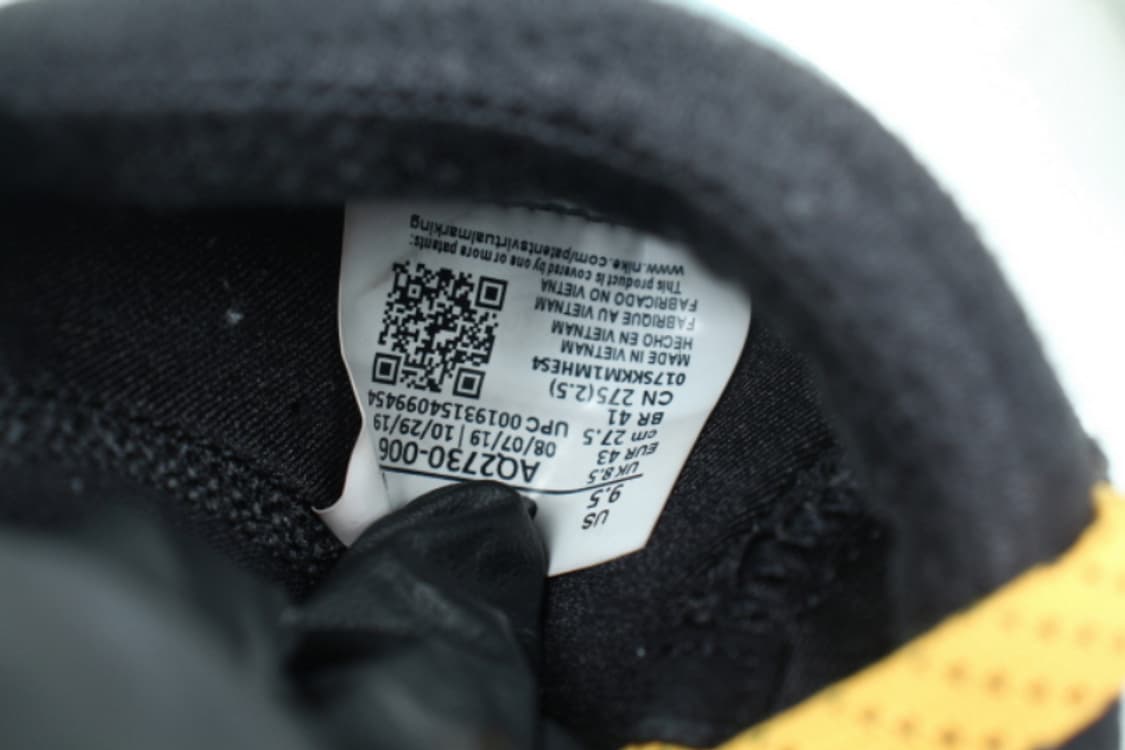 US
9.5
UK 8.5
EUR 43
cm 27.5
BR 41
CN 275(2.5)
AQ2730-006
08/07/19 | 10/29/19
UPC 00193154099454
017SKKM1MHES4
MADE IN VIETNAM
HECHO EN VIETNAM
FABRIQUE AU VIETNAM
FABRICADO NO VIETNA
This product is covered by one or more patents:
www.nike.com/patentsvirtualmarking